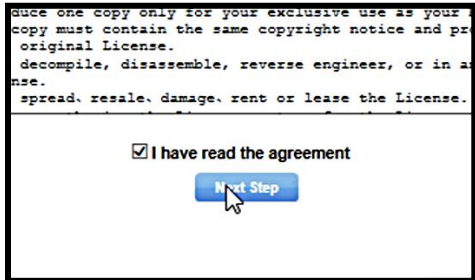 duce one copy only for your exclusive use as your
copy must contain the same copyright notice and pr
original License.
decompile, disassemble, reverse engineer, or in a
nse.
spread、resale、damage、rent or lease the License.
I have read the agreement
Next Step